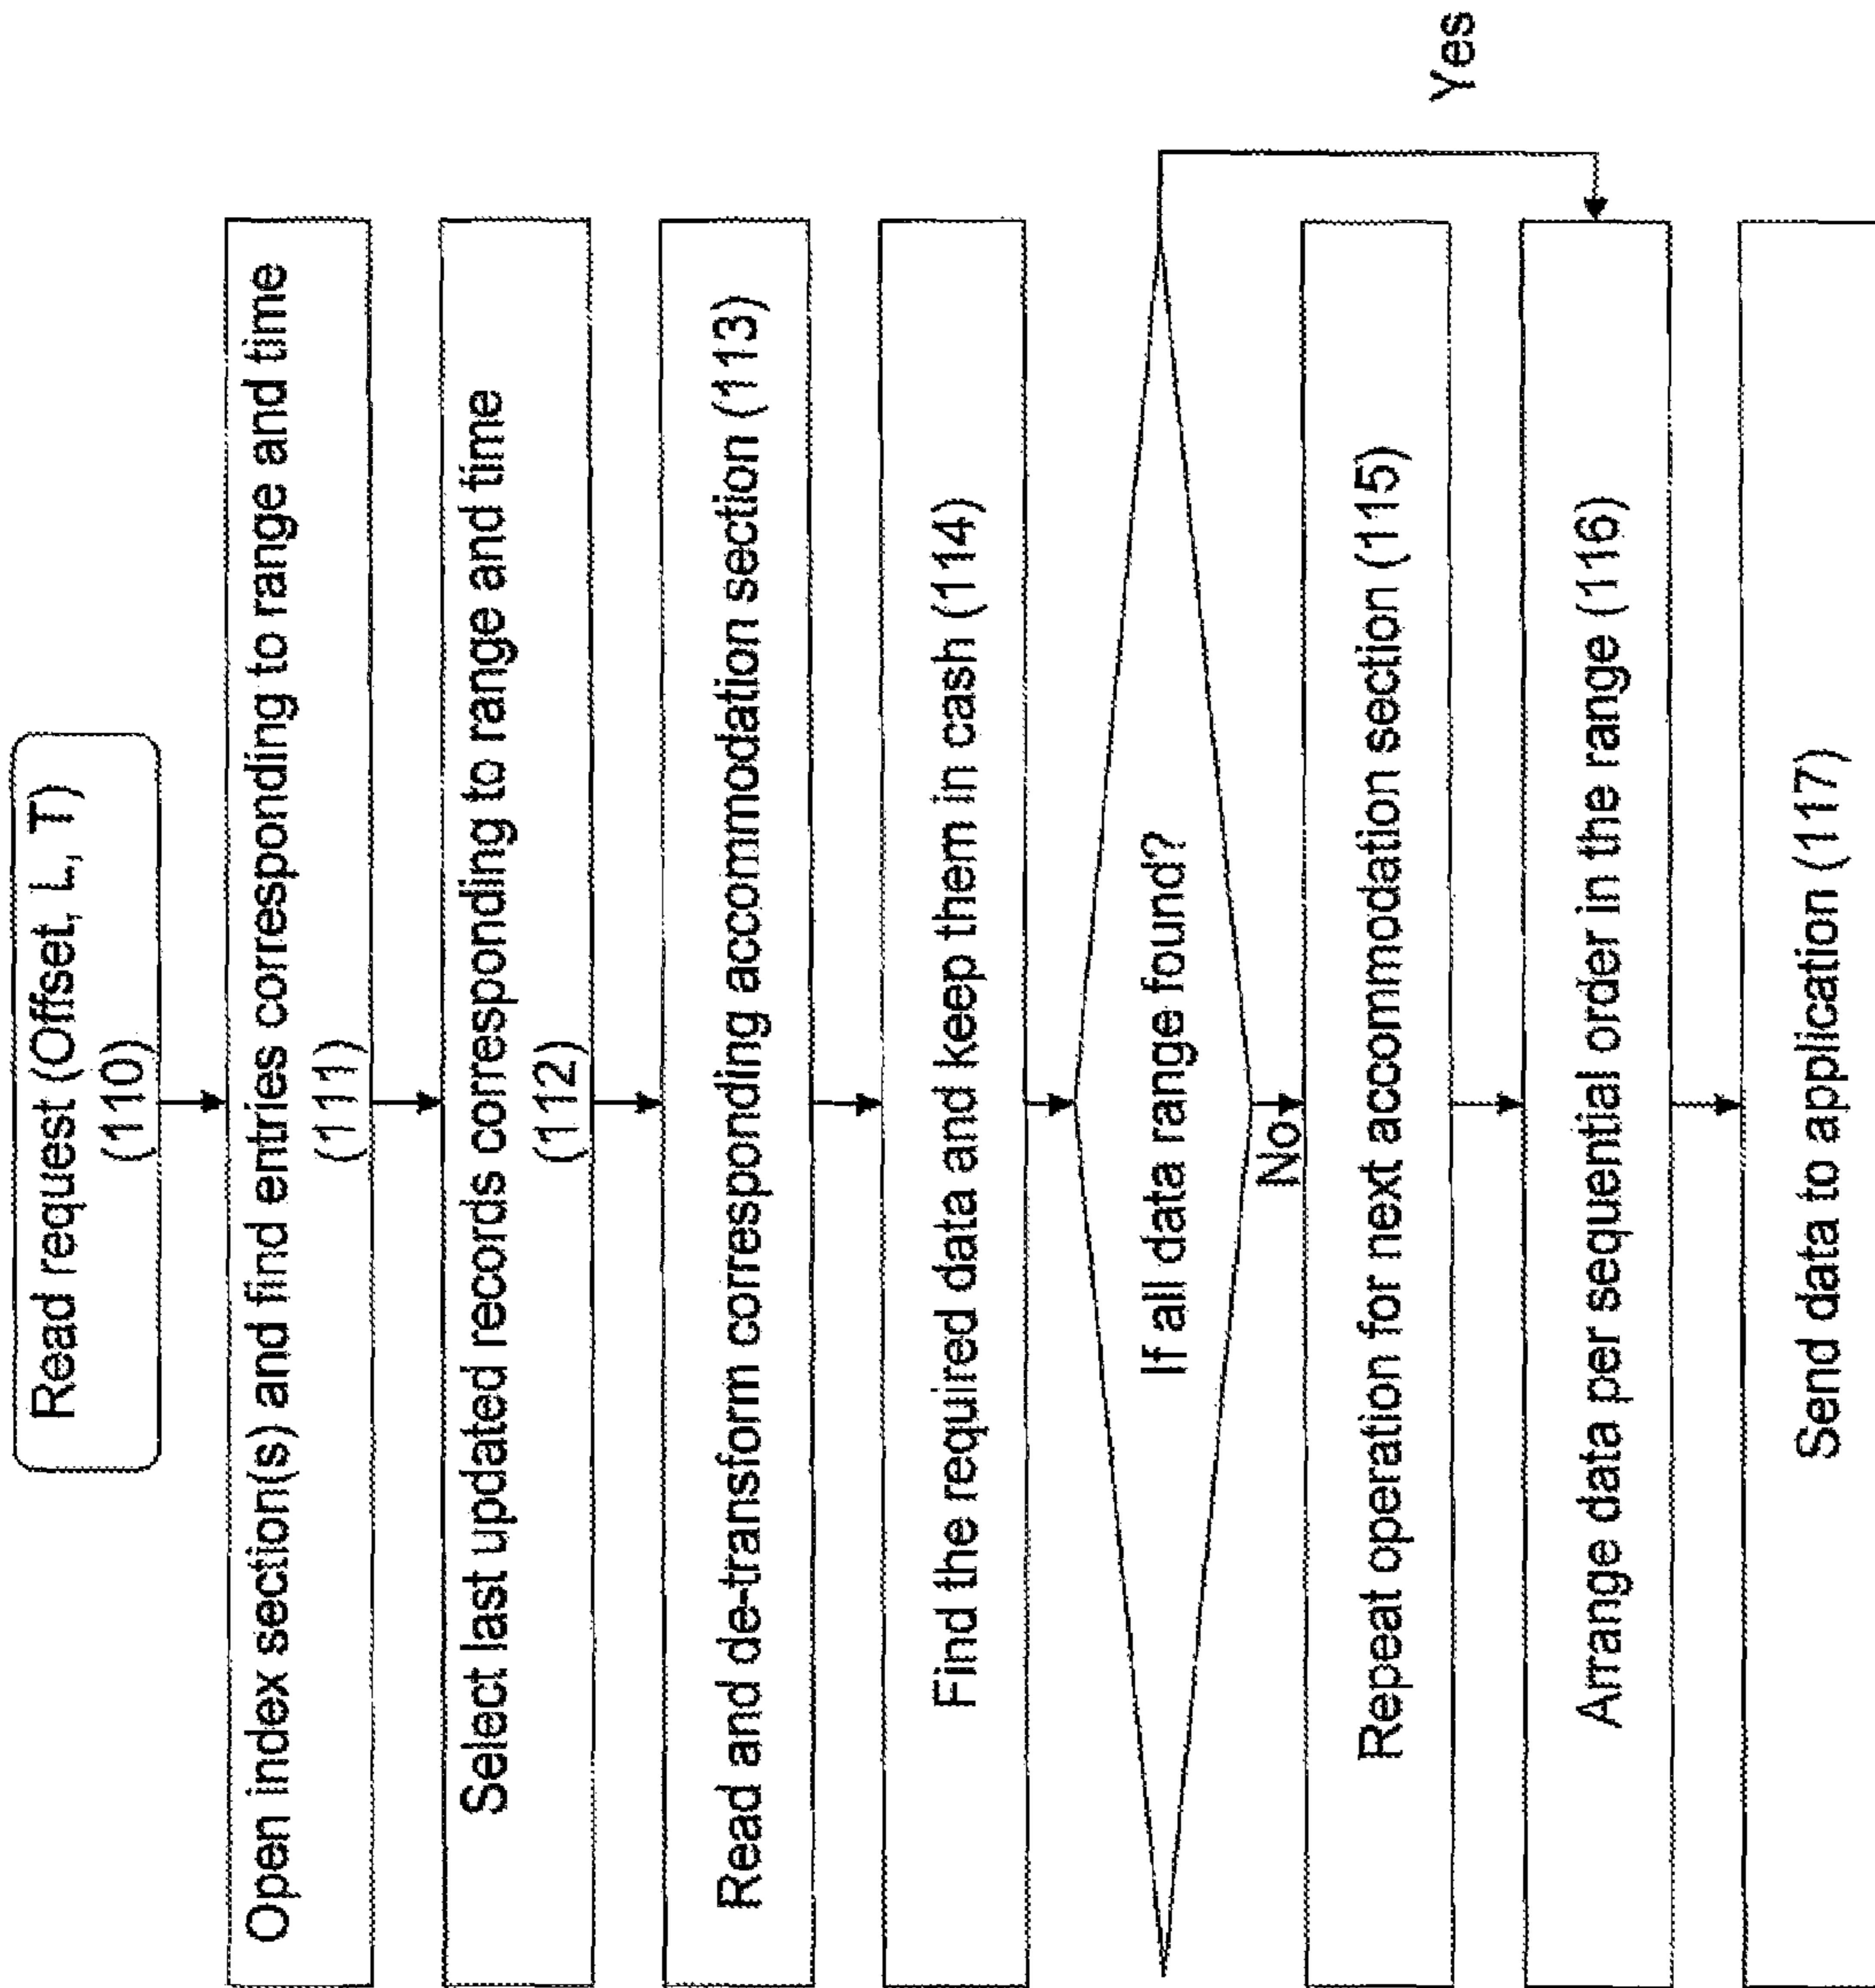 Read request (Offset, L, T)
(110)
Open index section(s) and find entries corresponding to range and time
(111)
Select last updated records corresponding to range and time
(112)
Read and de-transform corresponding accommodation section (113)
Find the required data and keep them in cash (114)
If all data range found?
Yes
No
Repeat operation for next accommodation section (115)
Arrange data per sequential order in the range (116)
Send data to application (117)